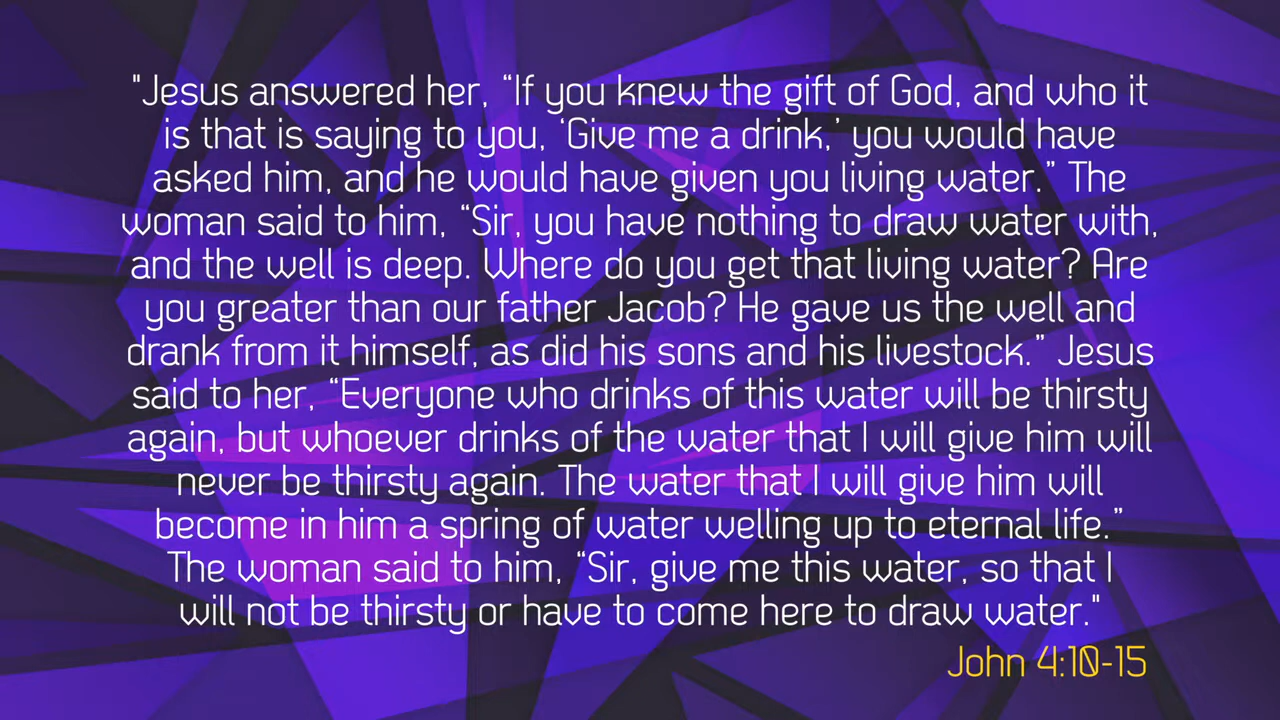 "Jesus answered her, “If you knew the gift of God, and who it
is that is saying to you, ‘Give me a drink,’ you would have
asked him, and he would have given you living water.” The
woman said to him, “Sir, you have nothing to draw water with,
and the well is deep. Where do you get that living water? Are
you greater than our father Jacob? He gave us the well and
drank from it himself, as did his sons and his livestock.” Jesus
said to her, “Everyone who drinks of this water will be thirsty
again, but whoever drinks of the water that I will give him will
never be thirsty again. The water that I will give him will
become in him a spring of water welling up to eternal life.”
The woman said to him, “Sir, give me this water, so that I
will not be thirsty or have to come here to draw water."
John 4:10-15